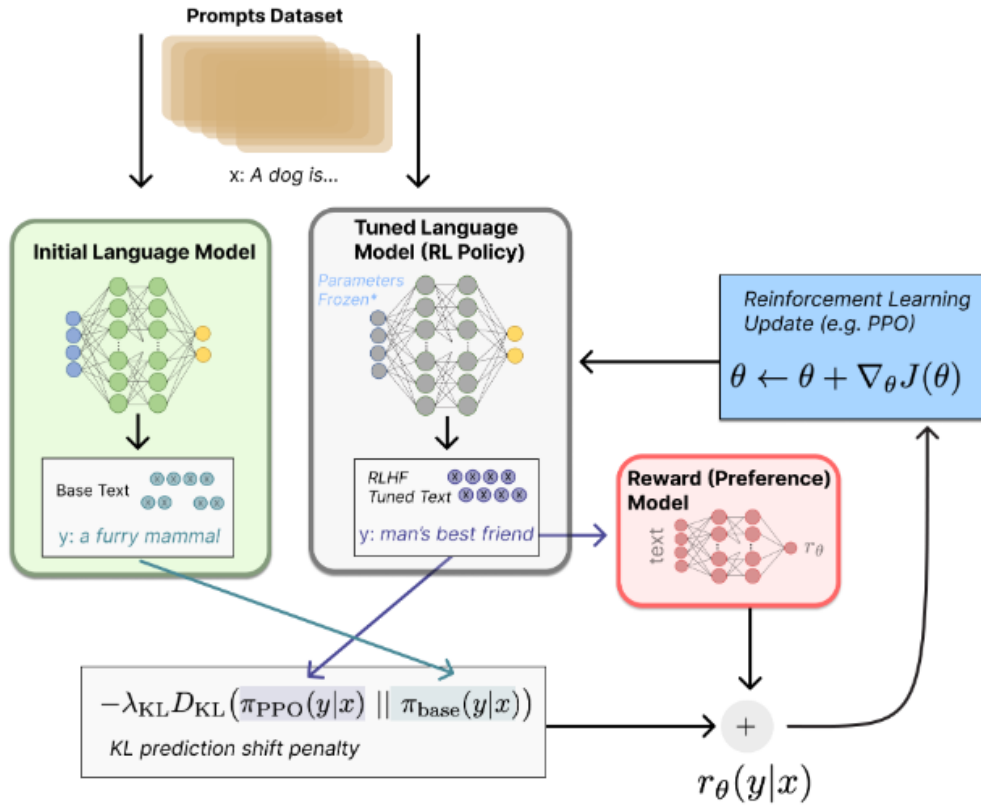 Prompts Dataset
x: A dog is...
Initial Language Model
Base Text
x x x x
x x x x
y: a furry mammal
Tuned Language
Model (RL Policy)
Parameters
Frozen*
RLHF
Tuned Text
x x x x
x x x x
y: man's best friend
Reinforcement Learning
Update (e.g. PPO)
θ ← θ + ∇θJ(θ)
Reward (Preference)
Model
text
rθ
−λKL DKL(πPPO(y|x) || πbase(y|x))
KL prediction shift penalty
+
rθ(y|x)